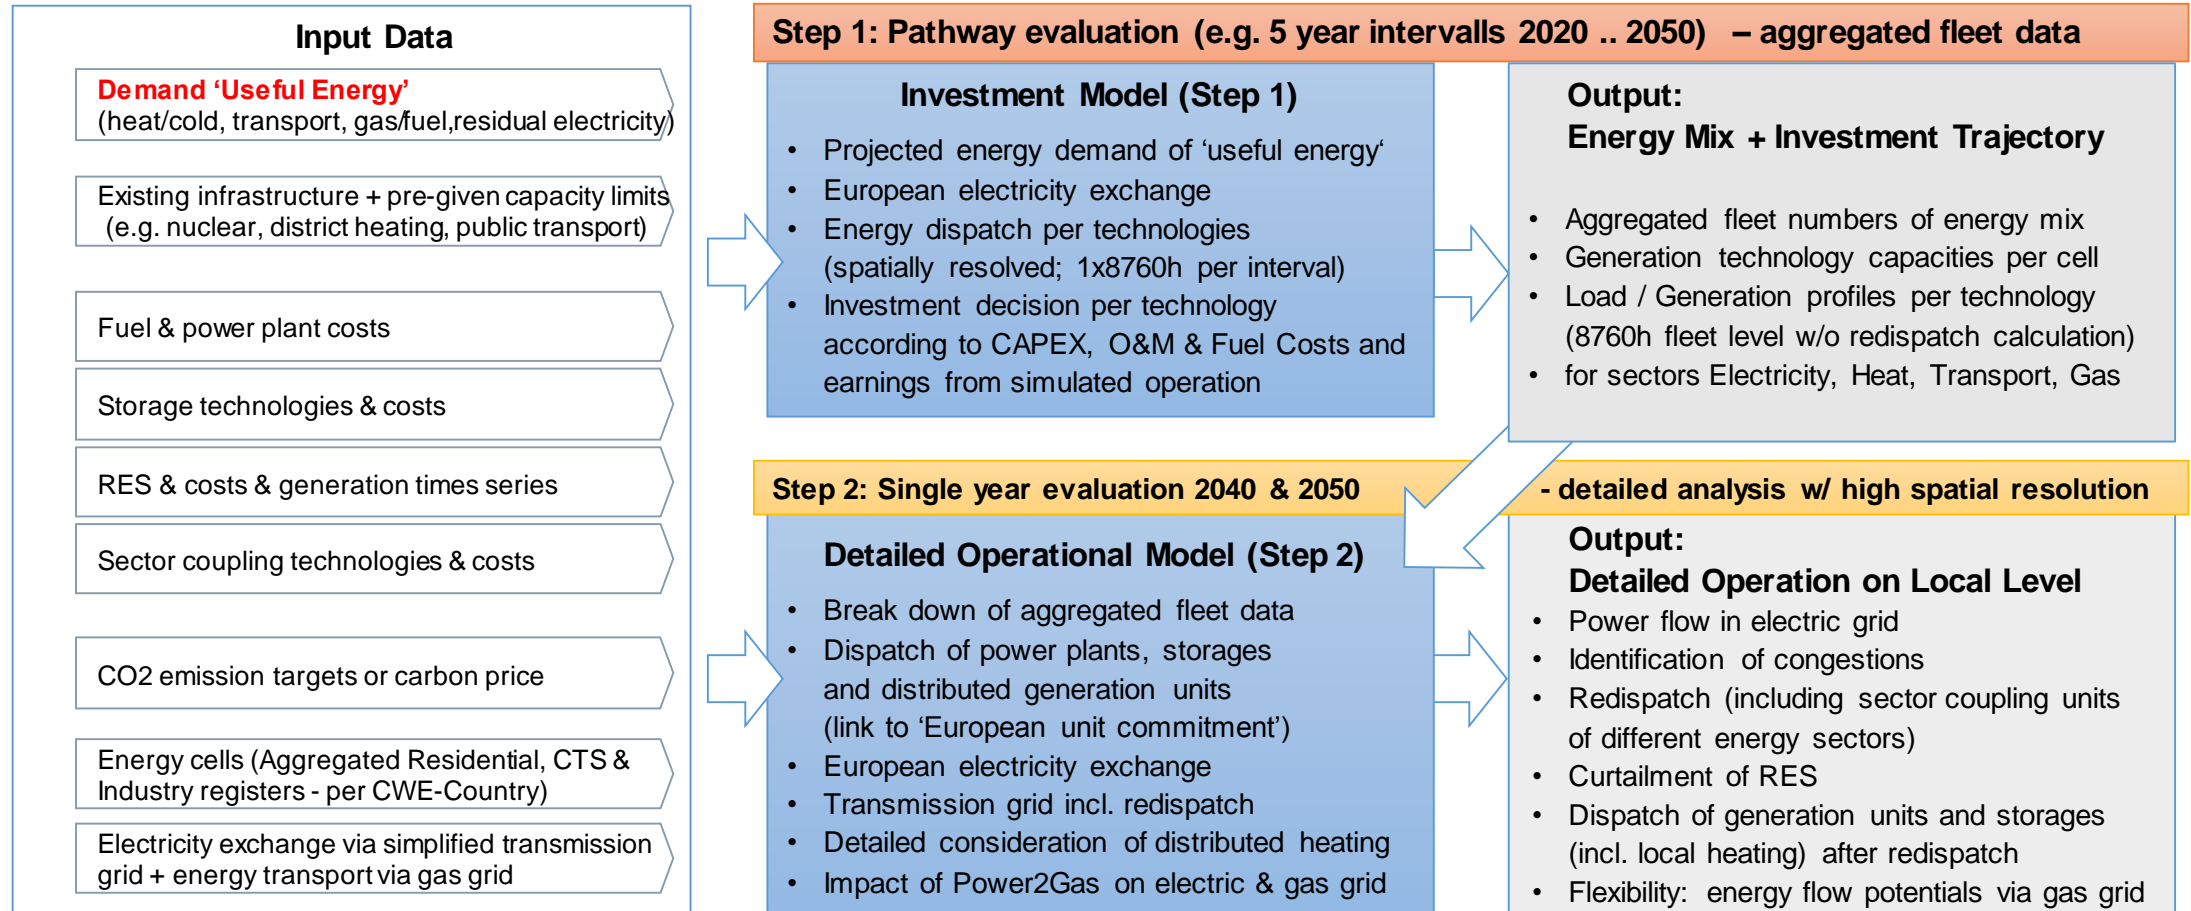 Input Data
Demand ‘Useful Energy’
(heat/cold, transport, gas/fuel,residual electricity)
Existing infrastructure + pre-given capacity limits
(e.g. nuclear, district heating, public transport)
Fuel & power plant costs
Storage technologies & costs
RES & costs & generation times series
Sector coupling technologies & costs
CO2 emission targets or carbon price
Energy cells (Aggregated Residential, CTS &
Industry registers - per CWE-Country)
Electricity exchange via simplified transmission
grid + energy transport via gas grid
Step 1: Pathway evaluation (e.g. 5 year intervalls 2020 .. 2050) – aggregated fleet data
Investment Model (Step 1)
• Projected energy demand of ‘useful energy‘
• European electricity exchange
• Energy dispatch per technologies
(spatially resolved; 1x8760h per interval)
• Investment decision per technology
according to CAPEX, O&M & Fuel Costs and
earnings from simulated operation
Output:
Energy Mix + Investment Trajectory
• Aggregated fleet numbers of energy mix
• Generation technology capacities per cell
• Load / Generation profiles per technology
(8760h fleet level w/o redispatch calculation)
• for sectors Electricity, Heat, Transport, Gas
Step 2: Single year evaluation 2040 & 2050 - detailed analysis w/ high spatial resolution
Detailed Operational Model (Step 2)
• Break down of aggregated fleet data
• Dispatch of power plants, storages
and distributed generation units
(link to ‘European unit commitment’)
• European electricity exchange
• Transmission grid incl. redispatch
• Detailed consideration of distributed heating
• Impact of Power2Gas on electric & gas grid
Output:
Detailed Operation on Local Level
• Power flow in electric grid
• Identification of congestions
• Redispatch (including sector coupling units
of different energy sectors)
• Curtailment of RES
• Dispatch of generation units and storages
(incl. local heating) after redispatch
• Flexibility: energy flow potentials via gas grid